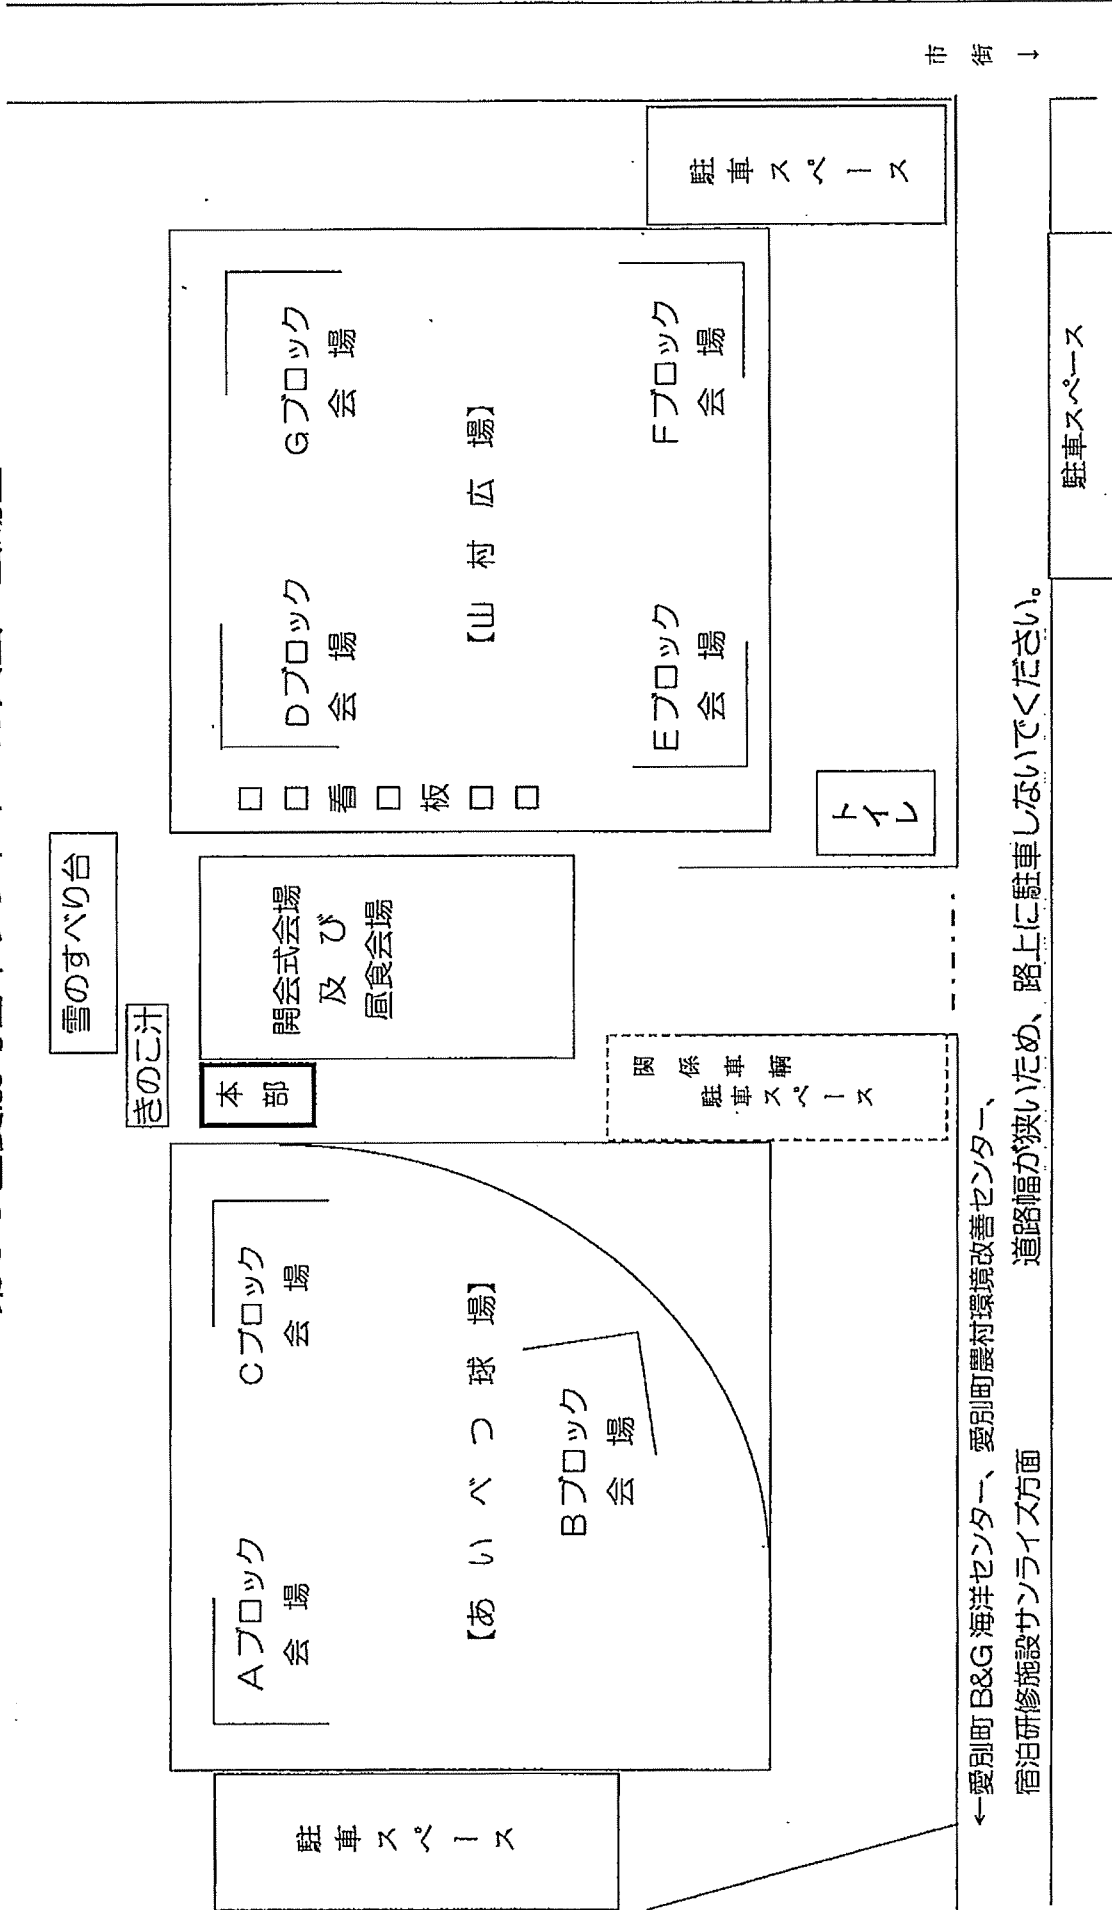 雪のすべり台
きのこ汁
本部
開会式会場
及び
昼食会場
Aブロック
会場
Cブロック
会場
【あいべつ球場】
Bブロック
会場
駐車スペース
関係車輌
駐車スペース
□□看□板□□
Dブロック
会場
Gブロック
会場
【山村広場】
Eブロック
会場
Fブロック
会場
トイレ
駐車スペース
市街→
←愛別町B&G海洋センター、愛別町農村環境改善センター、
宿泊研修施設サンライズ方面
道路幅が狭いため、路上に駐車しないでください。
駐車スペース